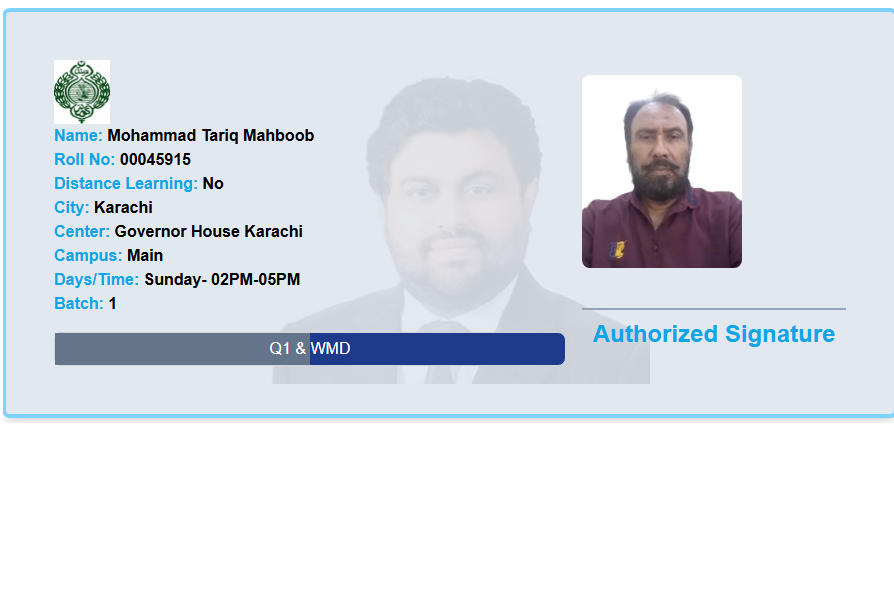 Name: Mohammad Tariq Mahboob
Roll No: 00045915
Distance Learning: No
City: Karachi
Center: Governor House Karachi
Campus: Main
Days/Time: Sunday- 02PM-05PM
Batch: 1
Q1 & WMD
Authorized Signature